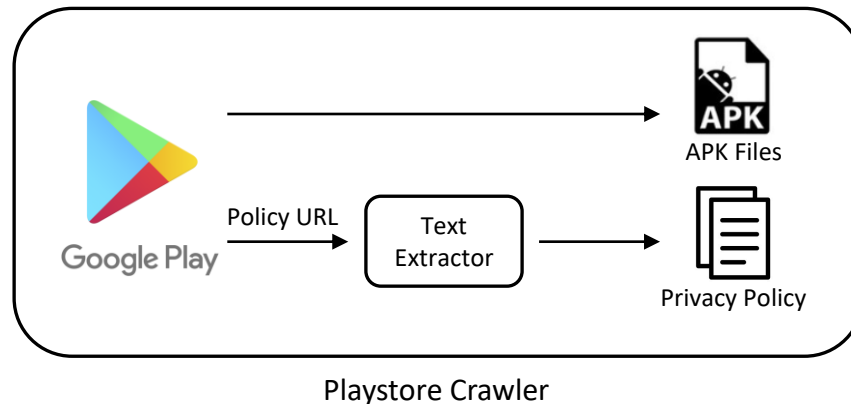 APK
APK Files
Google Play
Policy URL
Text
Extractor
Privacy Policy
Playstore Crawler